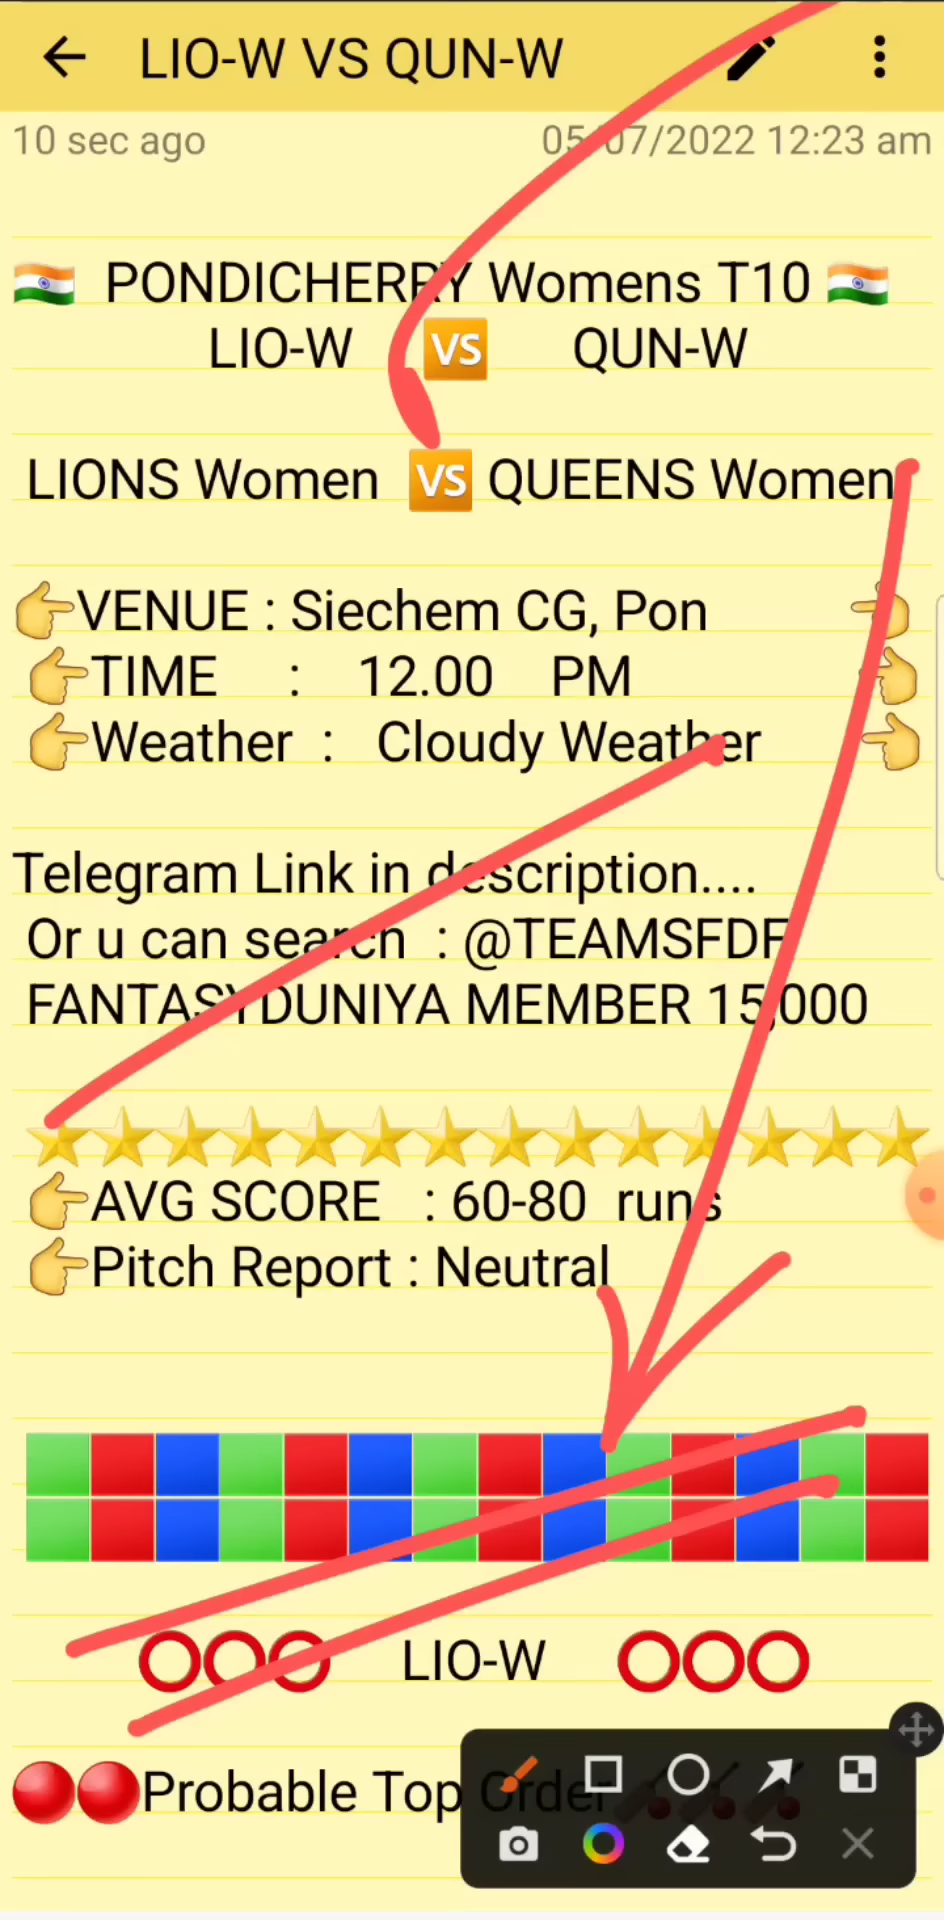 LIO-W VS QUN-W
10 sec ago 05/07/2022 12:23 am
PONDICHERRY Womens T10
LIO-W VS QUN-W
LIONS Women VS QUEENS Women
VENUE : Siechem CG, Pon
TIME : 12.00 PM
Weather : Cloudy Weather
Telegram Link in description....
Or u can search : @TEAMSFDF
FANTASYDUNIYA MEMBER 15,000
AVG SCORE : 60-80 runs
Pitch Report : Neutral
LIO-W
Probable Top Order